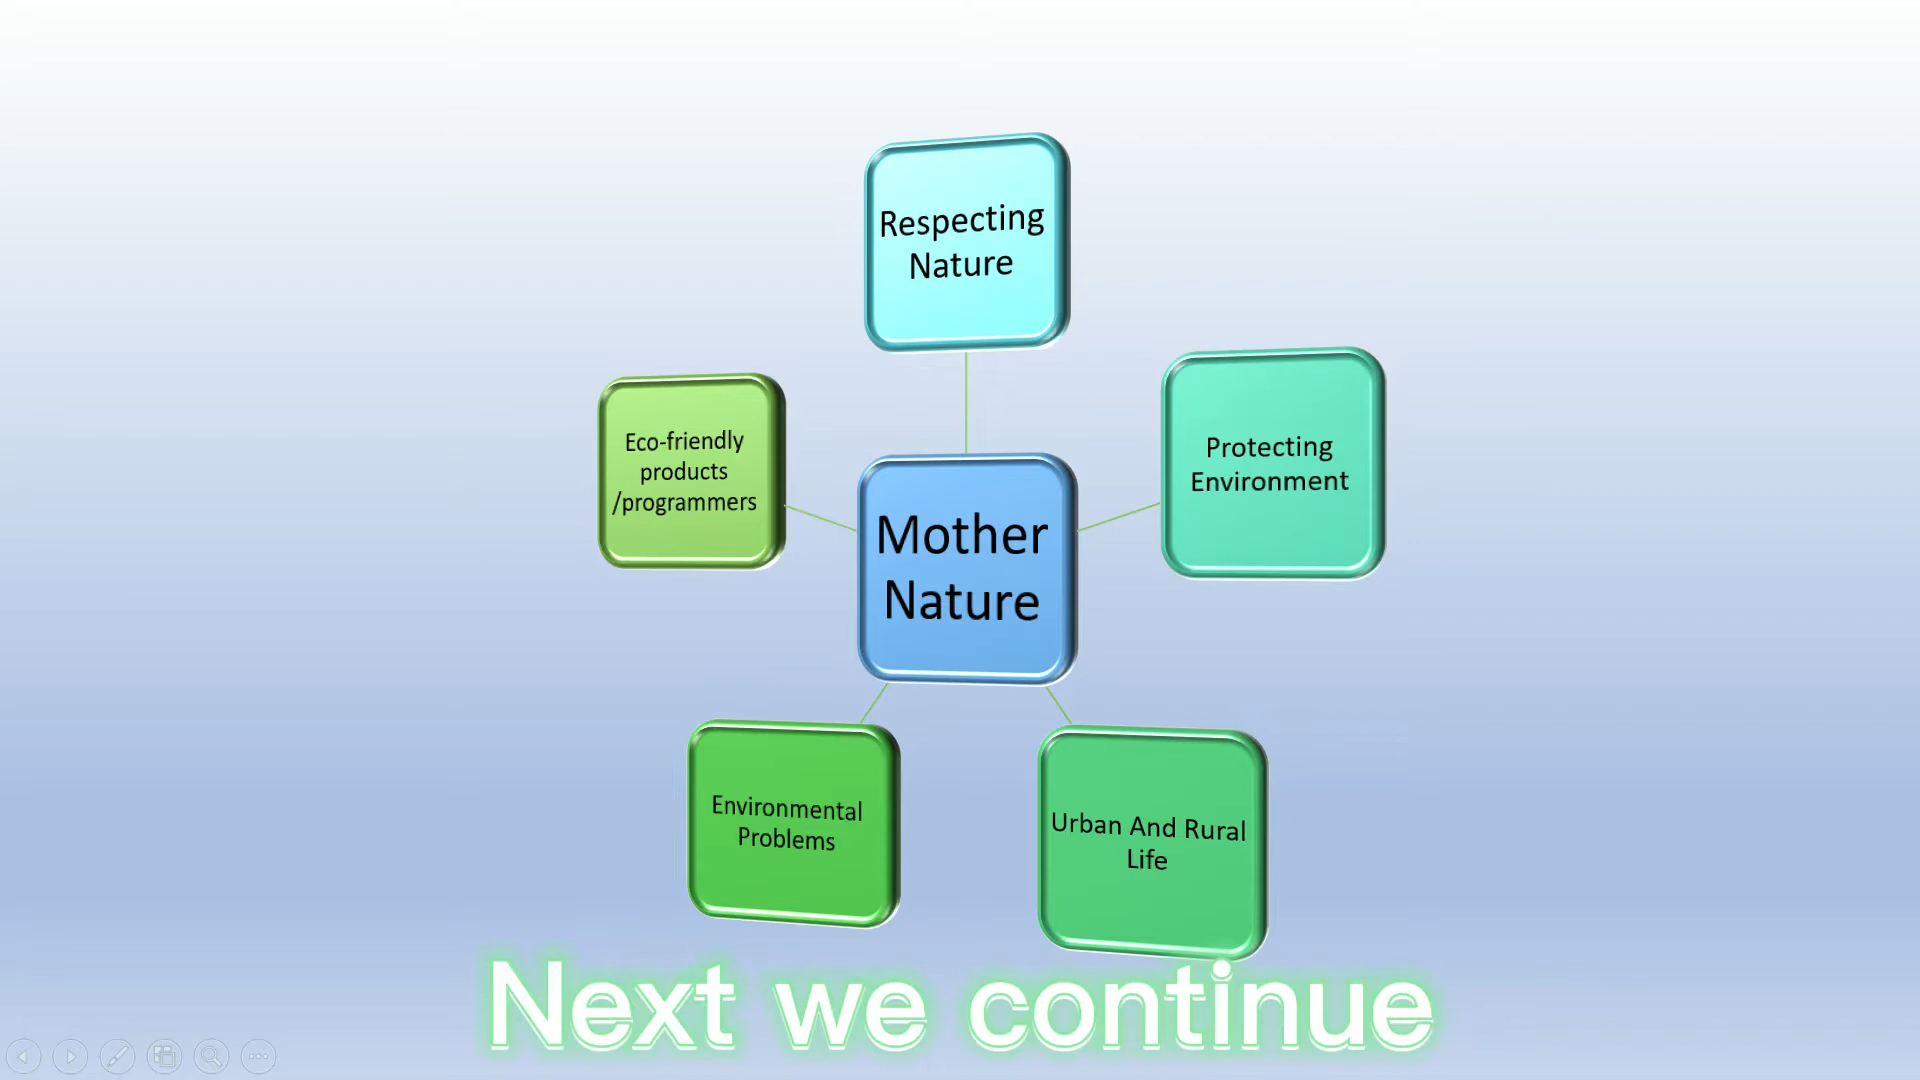 Respecting
Nature
Eco-friendly
products
/programmers
Protecting
Environment
Mother
Nature
Environmental
Problems
Urban And Rural
Life
Next we continue